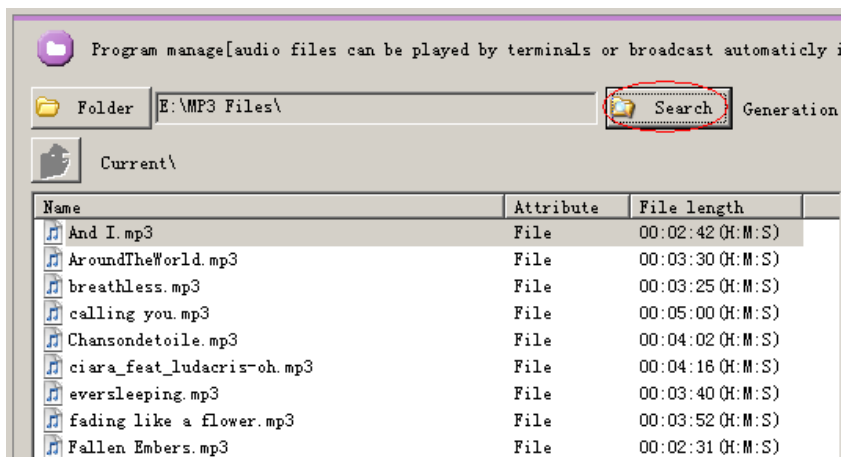 Program manage[audio files can be played by terminals or broadcast automaticly
Folder E:\MP3 Files\ Search Generation
Current\
Name Attribute File length
And I.mp3 File 00:02:42(H:M:S)
AroundTheWorld.mp3 File 00:03:30(H:M:S)
breathless.mp3 File 00:03:25(H:M:S)
calling you.mp3 File 00:05:00(H:M:S)
Chansondetoile.mp3 File 00:04:02(H:M:S)
ciara_feat_ludacris-oh.mp3 File 00:04:16(H:M:S)
eversleeping.mp3 File 00:03:40(H:M:S)
fading like a flower.mp3 File 00:03:52(H:M:S)
Fallen Embers.mp3 File 00:02:31(H:M:S)